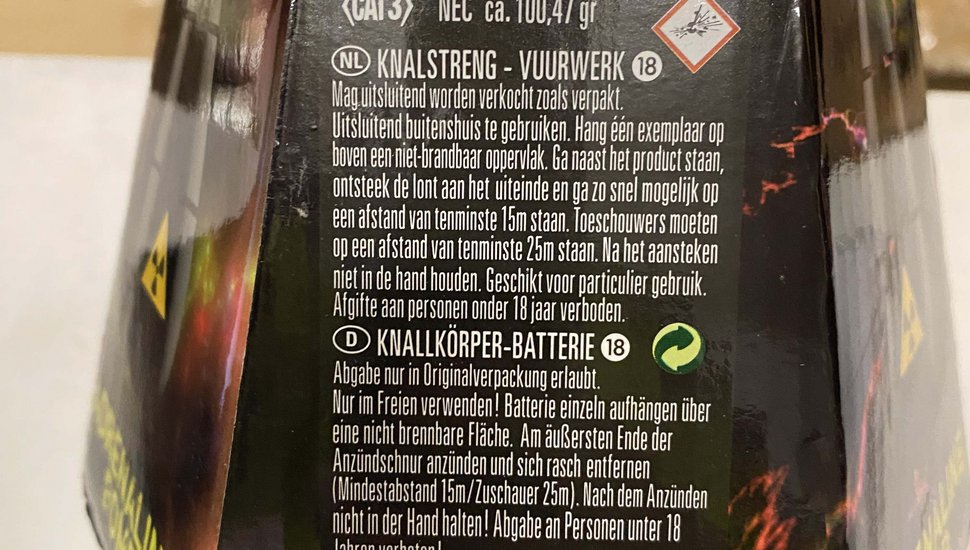 CAT3 NEC ca. 100,47 gr
NL KNALSTRENG - VUURWERK 18
Mag uitsluitend worden verkocht zoals verpakt.
Uitsluitend buitenshuis te gebruiken. Hang één exemplaar op
boven een niet-brandbaar oppervlak. Ga naast het product staan,
ontsteek de lont aan het uiteinde en ga zo snel mogelijk op
een afstand van tenminste 15m staan. Toeschouwers moeten
op een afstand van tenminste 25m staan. Na het aansteken
niet in de hand houden. Geschikt voor particulier gebruik.
Afgifte aan personen onder 18 jaar verboden.
D KNALLKÖRPER-BATTERIE 18
Abgabe nur in Originalverpackung erlaubt.
Nur im Freien verwenden! Batterie einzeln aufhängen über
eine nicht brennbare Fläche. Am äußersten Ende der
Anzündschnur anzünden und sich rasch entfernen
(Mindestabstand 15m/Zuschauer 25m). Nach dem Anzünden
nicht in der Hand halten! Abgabe an Personen unter 18
Jahren verboten!